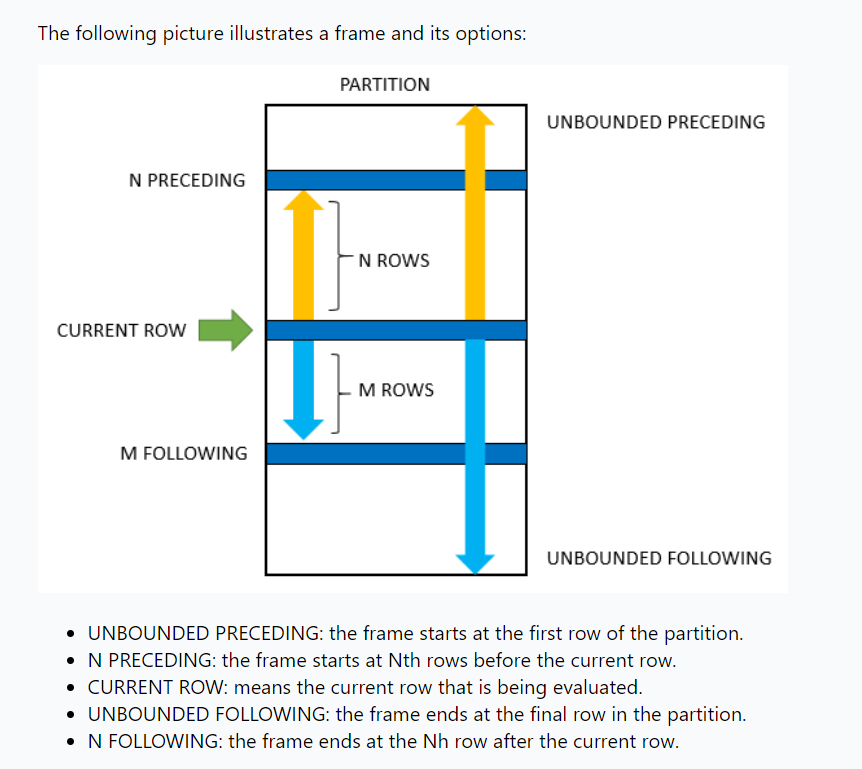 The following picture illustrates a frame and its options:
PARTITION
UNBOUNDED PRECEDING
N PRECEDING
N ROWS
CURRENT ROW
M ROWS
M FOLLOWING
UNBOUNDED FOLLOWING
UNBOUNDED PRECEDING: the frame starts at the first row of the partition.
N PRECEDING: the frame starts at Nth rows before the current row.
CURRENT ROW: means the current row that is being evaluated.
UNBOUNDED FOLLOWING: the frame ends at the final row in the partition.
N FOLLOWING: the frame ends at the Nh row after the current row.